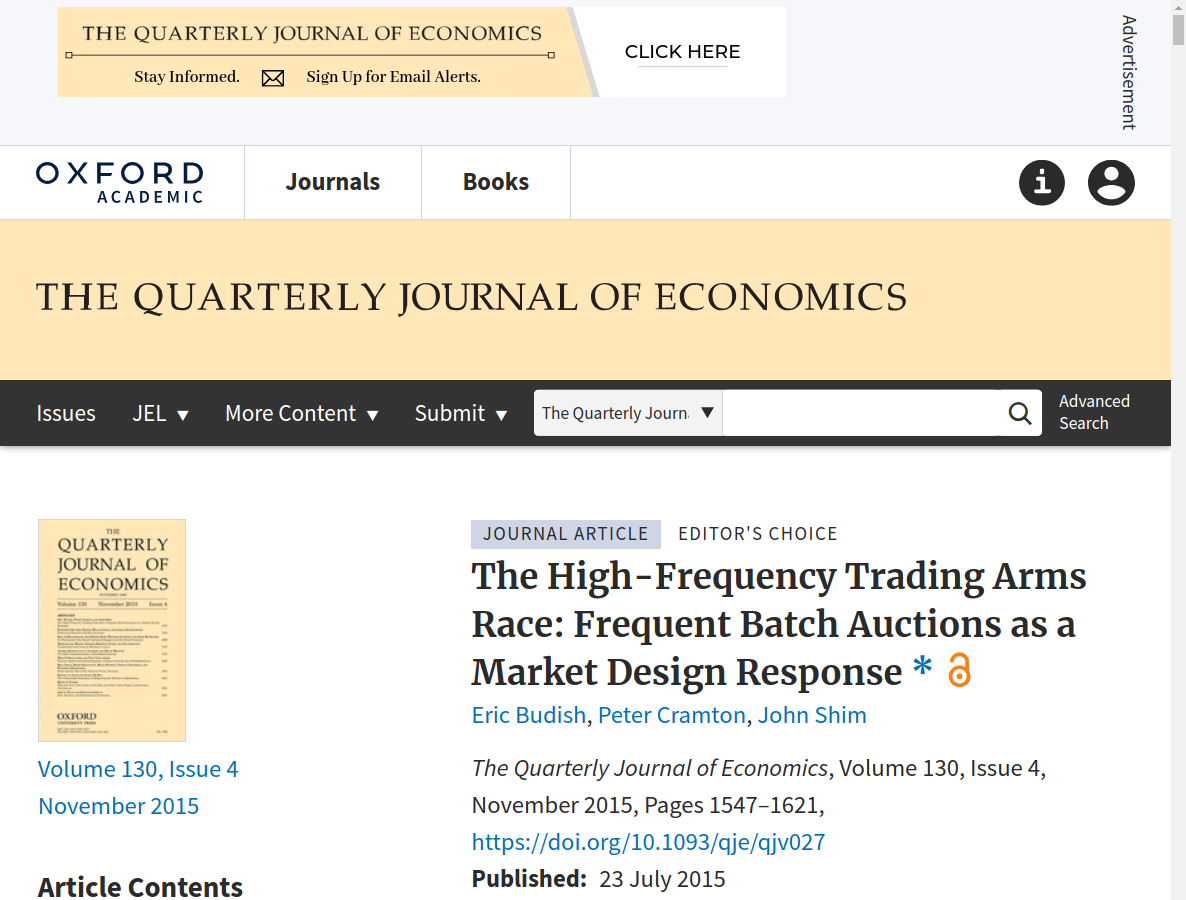 THE QUARTERLY JOURNAL OF ECONOMICS
Stay Informed. Sign Up for Email Alerts.
CLICK HERE
Advertisement
OXFORD
ACADEMIC
Journals
Books
THE QUARTERLY JOURNAL OF ECONOMICS
Issues
JEL ▼
More Content ▼
Submit ▼
The Quarterly Journ
Advanced
Search
THE
QUARTERLY
JOURNAL OF
ECONOMICS
Volume 130 November 2015 Issue 4
OXFORD
UNIVERSITY PRESS
Volume 130, Issue 4
November 2015
Article Contents
JOURNAL ARTICLE EDITOR'S CHOICE
The High-Frequency Trading Arms
Race: Frequent Batch Auctions as a
Market Design Response *
Eric Budish, Peter Cramton, John Shim
The Quarterly Journal of Economics, Volume 130, Issue 4,
November 2015, Pages 1547–1621,
https://doi.org/10.1093/qje/qjv027
Published: 23 July 2015